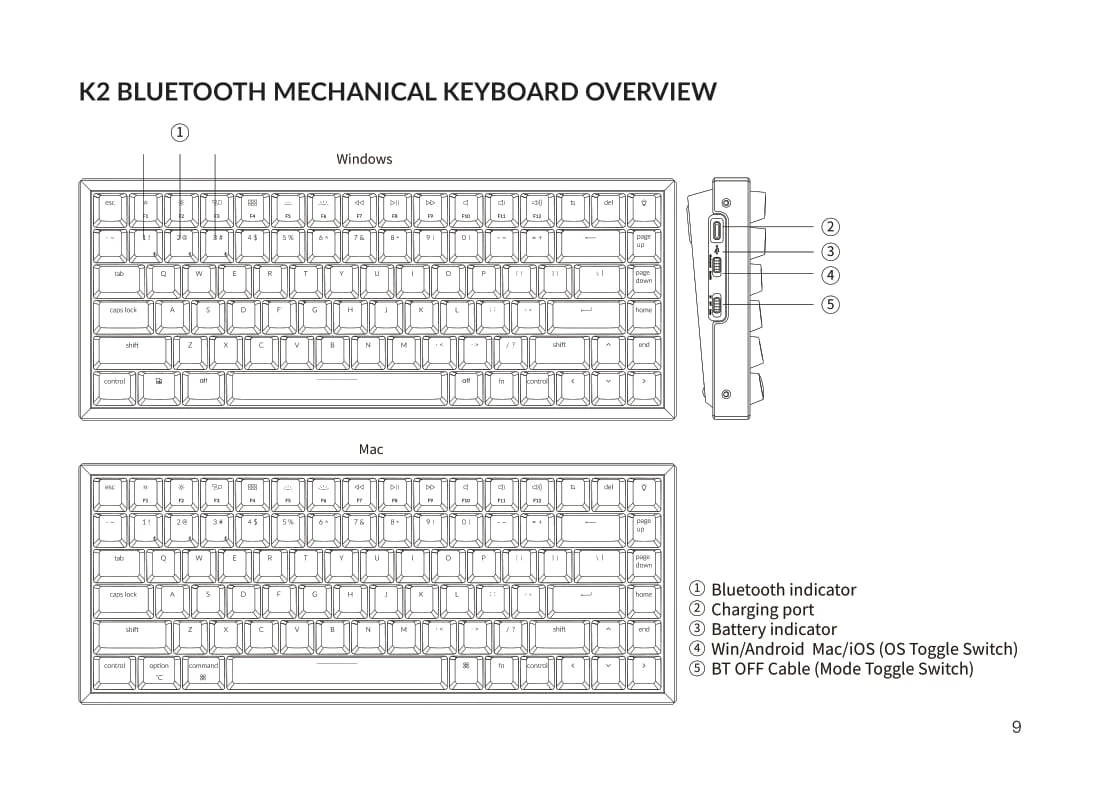 K2 BLUETOOTH MECHANICAL KEYBOARD OVERVIEW
①
Windows
esc F1 F2 F3 F4 F5 F6 F7 F8 F9 F10 F11 F12 del
1 ! 2 @ 3 # 4 $ 5 % 6 ^ 7 & 8 * 9 ( 0 ) - - = + page up
tab Q W E R T Y U I O P [ { ] } \ | page down
caps lock A S D F G H J K L ; : home
shift Z X C V B N M , < . > / ? shift ^ end
control alt alt fn control
②
③
④
⑤
Mac
esc F1 F2 F3 F4 F5 F6 F7 F8 F9 F10 F11 F12 del
1 ! 2 @ 3 # 4 $ 5 % 6 ^ 7 & 8 * 9 ( 0 ) - - = + page up
tab Q W E R T Y U I O P [ { ] } \ | page down
caps lock A S D F G H J K L ; : home
shift Z X C V B N M , < . > / ? shift ^ end
control option ⌥ command ⌘ ⌘ fn control
① Bluetooth indicator
② Charging port
③ Battery indicator
④ Win/Android Mac/iOS (OS Toggle Switch)
⑤ BT OFF Cable (Mode Toggle Switch)
9